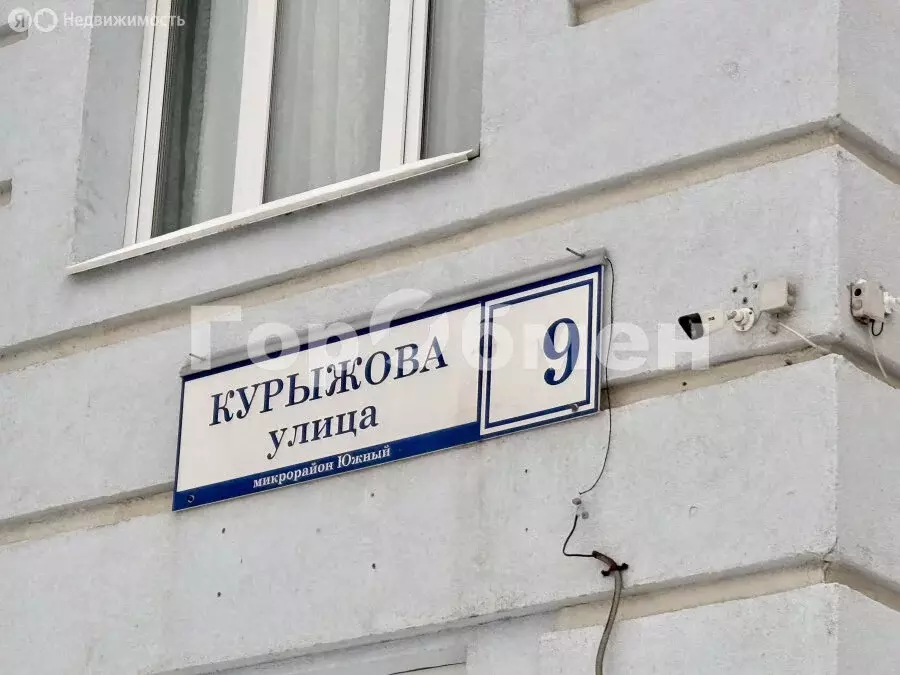 Я Недвижимость
ГорОбмен
КУРЫЖОВА
улица
9
микрорайон Южный